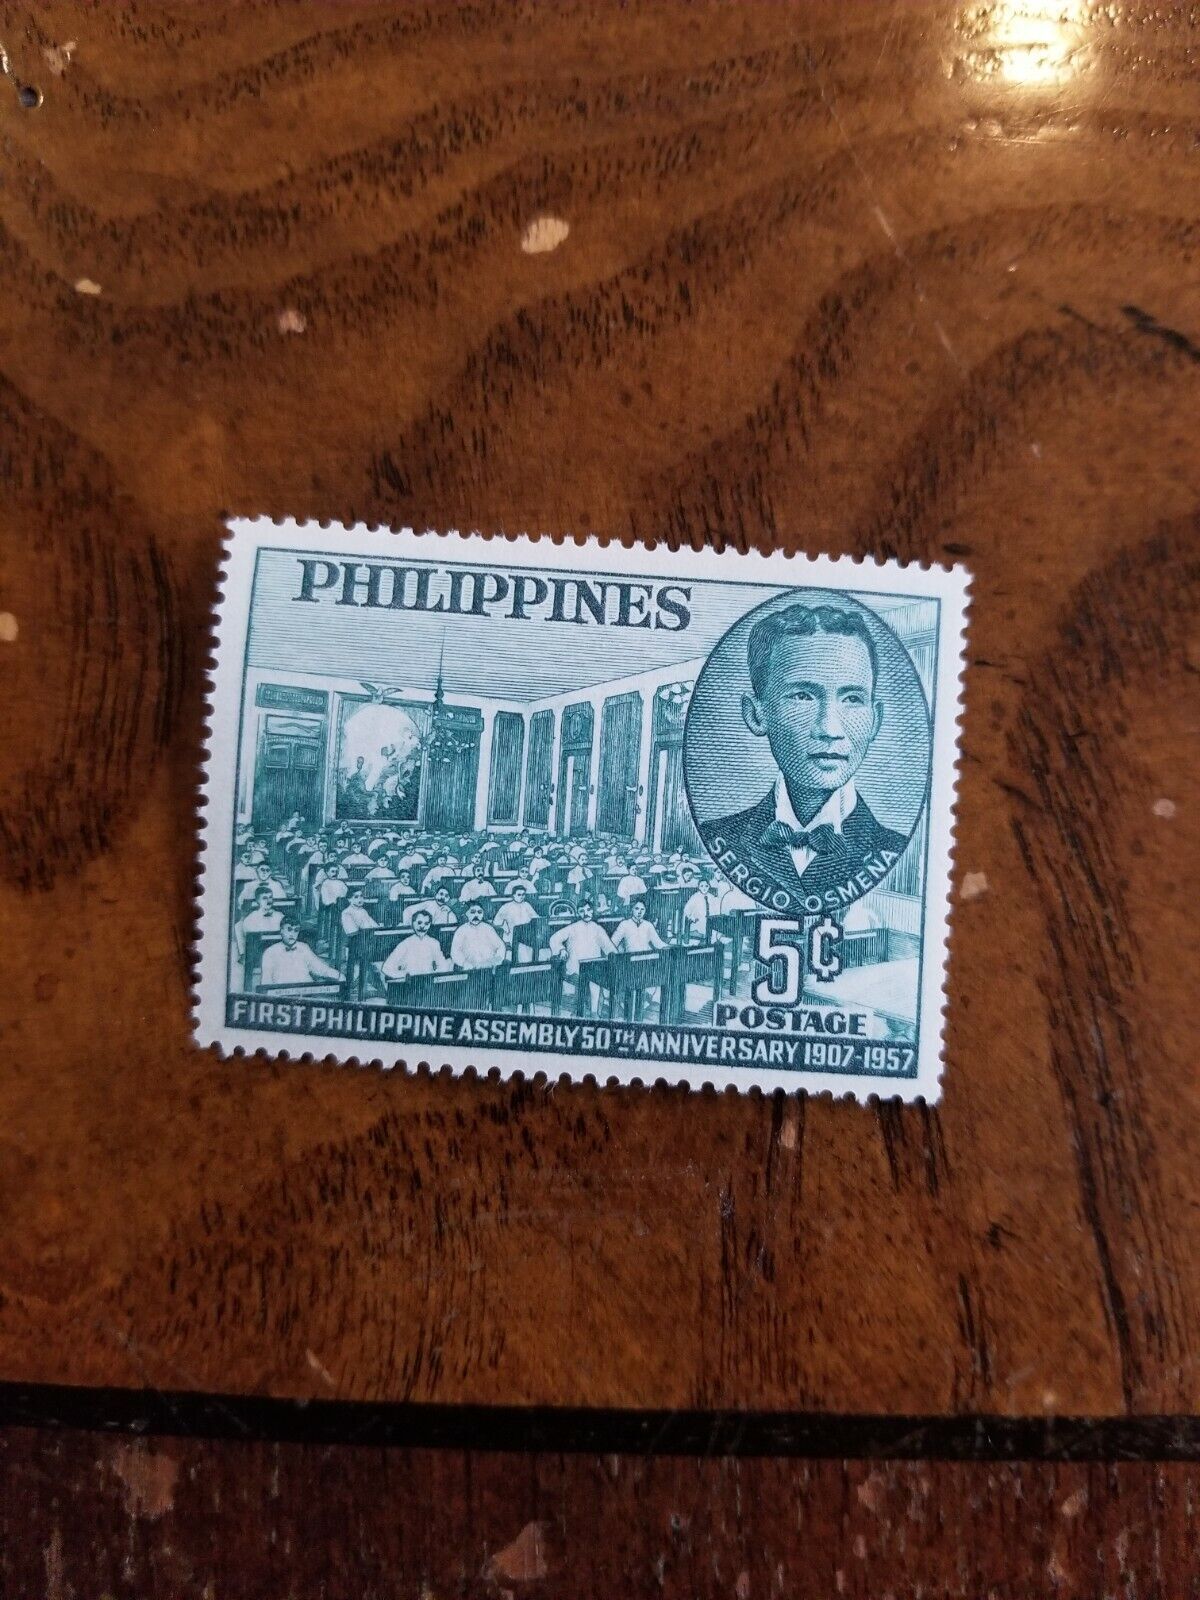 PHILIPPINES
SERGIO OSMEÑA
5¢
POSTAGE
FIRST PHILIPPINE ASSEMBLY 50TH ANNIVERSARY 1907-1957